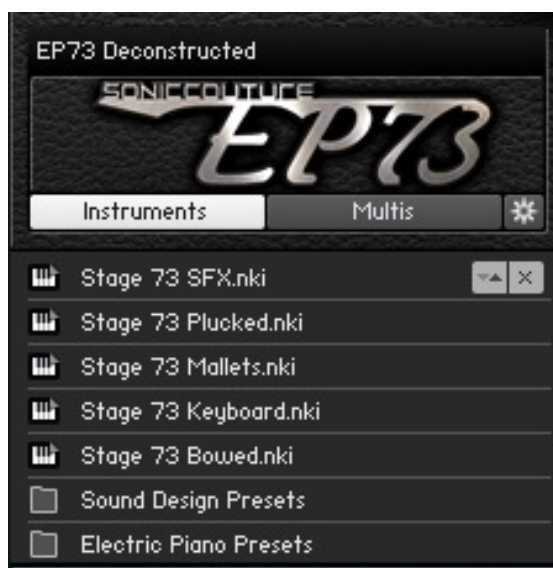 EP73 Deconstructed
SONICCOUTURE
EP73
Instruments Multis
Stage 73 SFX.nki
Stage 73 Plucked.nki
Stage 73 Mallets.nki
Stage 73 Keyboard.nki
Stage 73 Bowed.nki
Sound Design Presets
Electric Piano Presets